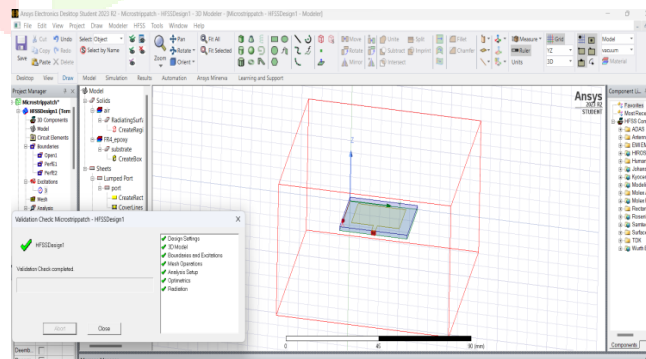 Ansys Electronics Desktop Student 2023 R2 - Microstrippatch - HFSSDesign1 - 3D Modeler - [Microstrippatch - HFSSDesign1 - Modeler]
File Edit View Project Draw Modeler HFSS Tools Window Help
Save
Cut Undo
Copy Redo
Paste Delete
Select: Object
Select by Name
Zoom
Pan
Rotate
Orient
Fit All
Fit Selected
Move Unite Split
Rotate Subtract Imprint
Mirror Intersect
Fillet
Chamfer
Measure
Ruler
Units
Grid
YZ
3D
Model
vacuum
Material
Desktop View Draw Model Simulation Results Automation Ansys Minerva Learning and Support
Project Manager
Microstrippatch*
HFSSDesign1
3D Components
Model
Circuit Elements
Boundaries
Open1
PerfE1
PerfE2
Excitations
3
Mesh
Analysis
Model
Solids
air
RadiatingSurf
CreateRegi
FR4_epoxy
substrate
CreateBox
Sheets
Lumped Port
port
CreateRect
CoverLines
Z
Ansys
2023 R2
STUDENT
0 45 90 (mm)
Validation Check: Microstrippatch - HFSSDesign1 X
HFSSDesign1
Validation Check completed.
Design Settings
3D Model
Boundaries and Excitations
Mesh Operations
Analysis Setup
Optimetrics
Radiation
Abort Close
Favorites
HFSS Com
Components